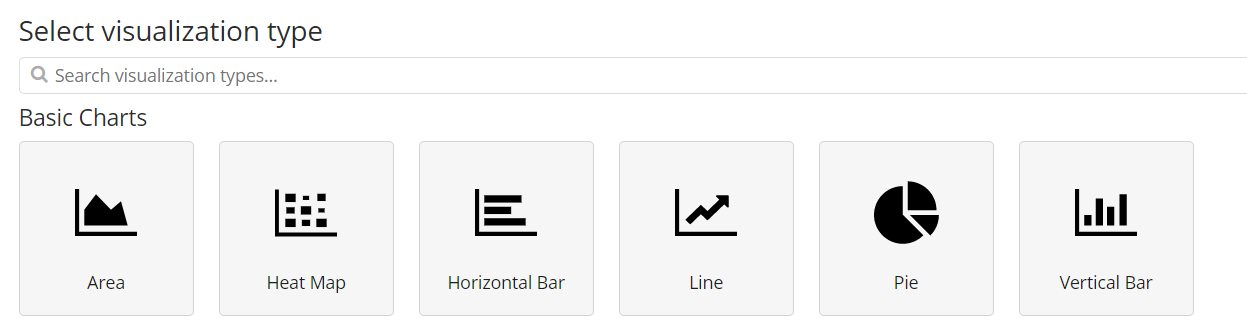 Select visualization type
Search visualization types...
Basic Charts
Area
Heat Map
Horizontal Bar
Line
Pie
Vertical Bar